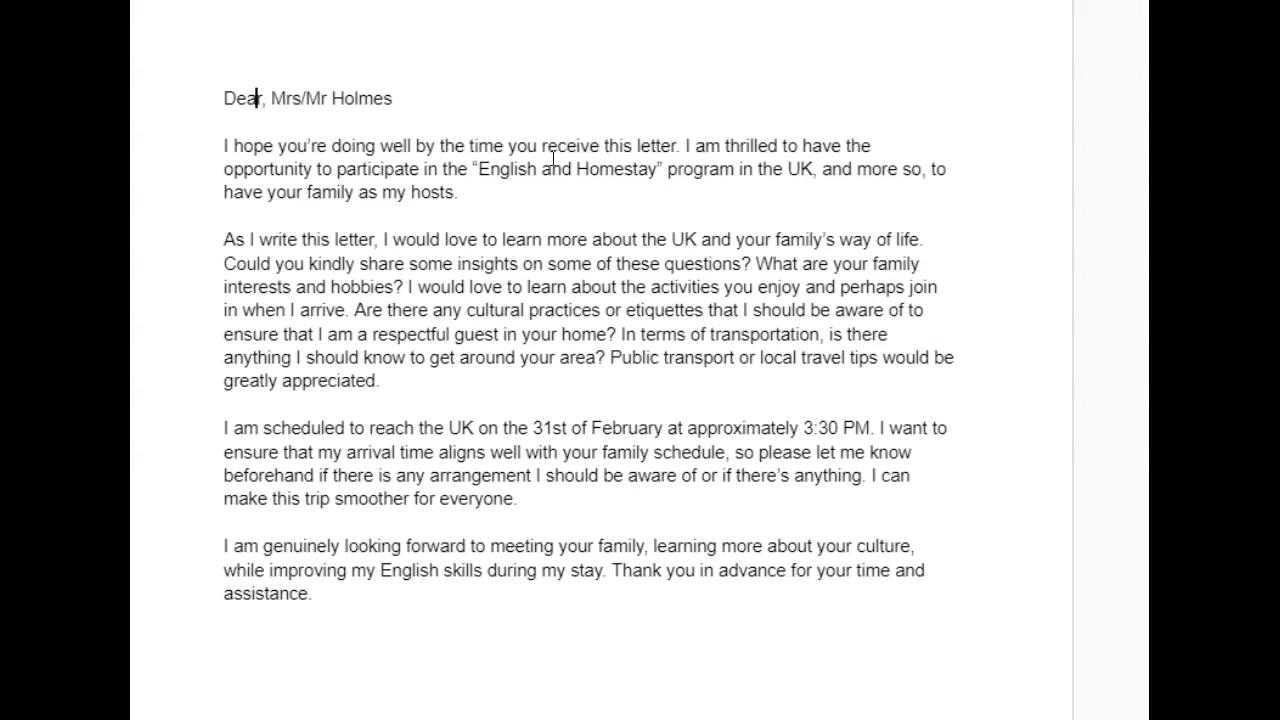 Dear, Mrs/Mr Holmes
I hope you’re doing well by the time you receive this letter. I am thrilled to have the
opportunity to participate in the “English and Homestay” program in the UK, and more so, to
have your family as my hosts.
As I write this letter, I would love to learn more about the UK and your family’s way of life.
Could you kindly share some insights on some of these questions? What are your family
interests and hobbies? I would love to learn about the activities you enjoy and perhaps join
in when I arrive. Are there any cultural practices or etiquettes that I should be aware of to
ensure that I am a respectful guest in your home? In terms of transportation, is there
anything I should know to get around your area? Public transport or local travel tips would be
greatly appreciated.
I am scheduled to reach the UK on the 31st of February at approximately 3:30 PM. I want to
ensure that my arrival time aligns well with your family schedule, so please let me know
beforehand if there is any arrangement I should be aware of or if there’s anything. I can
make this trip smoother for everyone.
I am genuinely looking forward to meeting your family, learning more about your culture,
while improving my English skills during my stay. Thank you in advance for your time and
assistance.